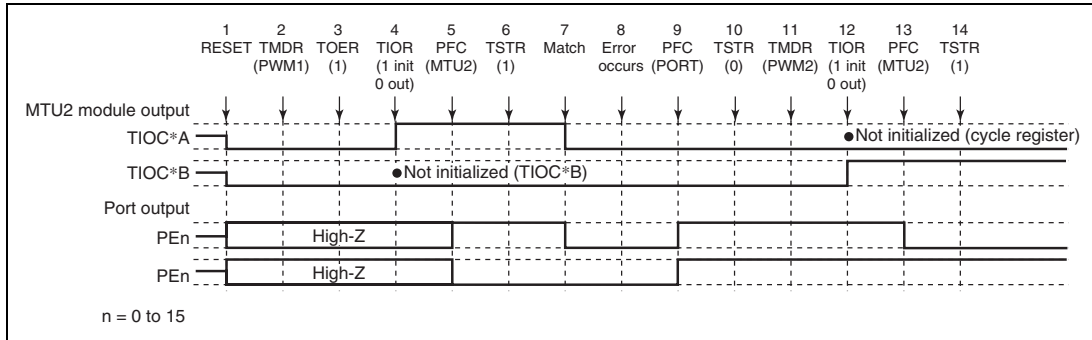 1 2 3 4 5 6 7 8 9 10 11 12 13 14
RESET TMDR TOER TIOR PFC TSTR Match Error PFC TSTR TMDR TIOR PFC TSTR
(PWM1) (1) (1 init (MTU2) (1) occurs (PORT) (0) (PWM2) (1 init (MTU2) (1)
0 out) 0 out)
MTU2 module output
TIOC*A ●Not initialized (cycle register)
TIOC*B ●Not initialized (TIOC*B)
Port output
PEn High-Z
PEn High-Z
n = 0 to 15